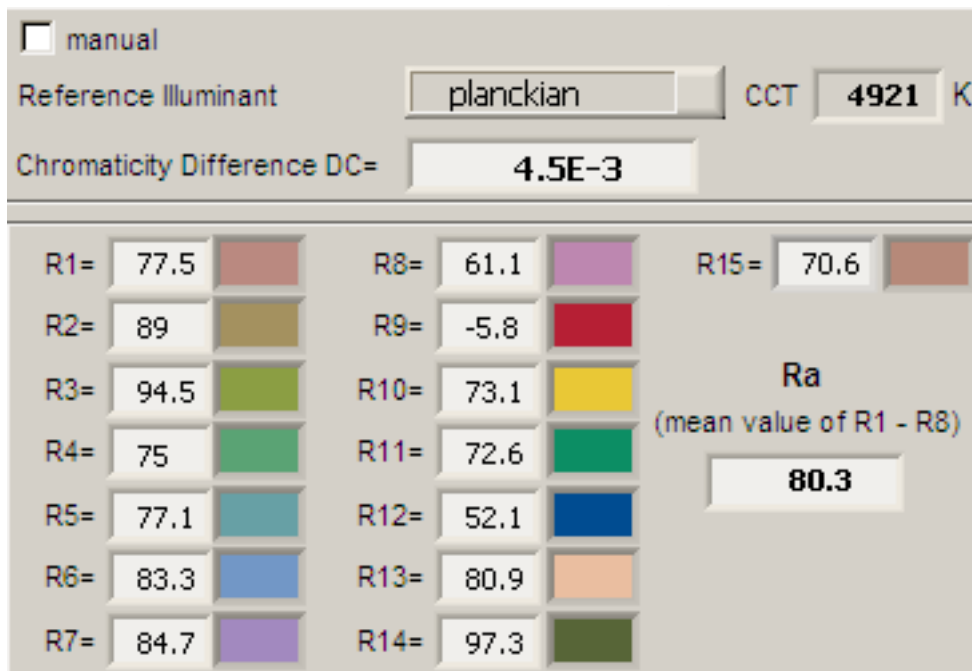 manual
Reference Illuminant planckian CCT 4921 K
Chromaticity Difference DC= 4.5E-3
R1= 77.5 R8= 61.1 R15= 70.6
R2= 89 R9= -5.8
R3= 94.5 R10= 73.1 Ra
(mean value of R1 - R8)
R4= 75 R11= 72.6
80.3
R5= 77.1 R12= 52.1
R6= 83.3 R13= 80.9
R7= 84.7 R14= 97.3